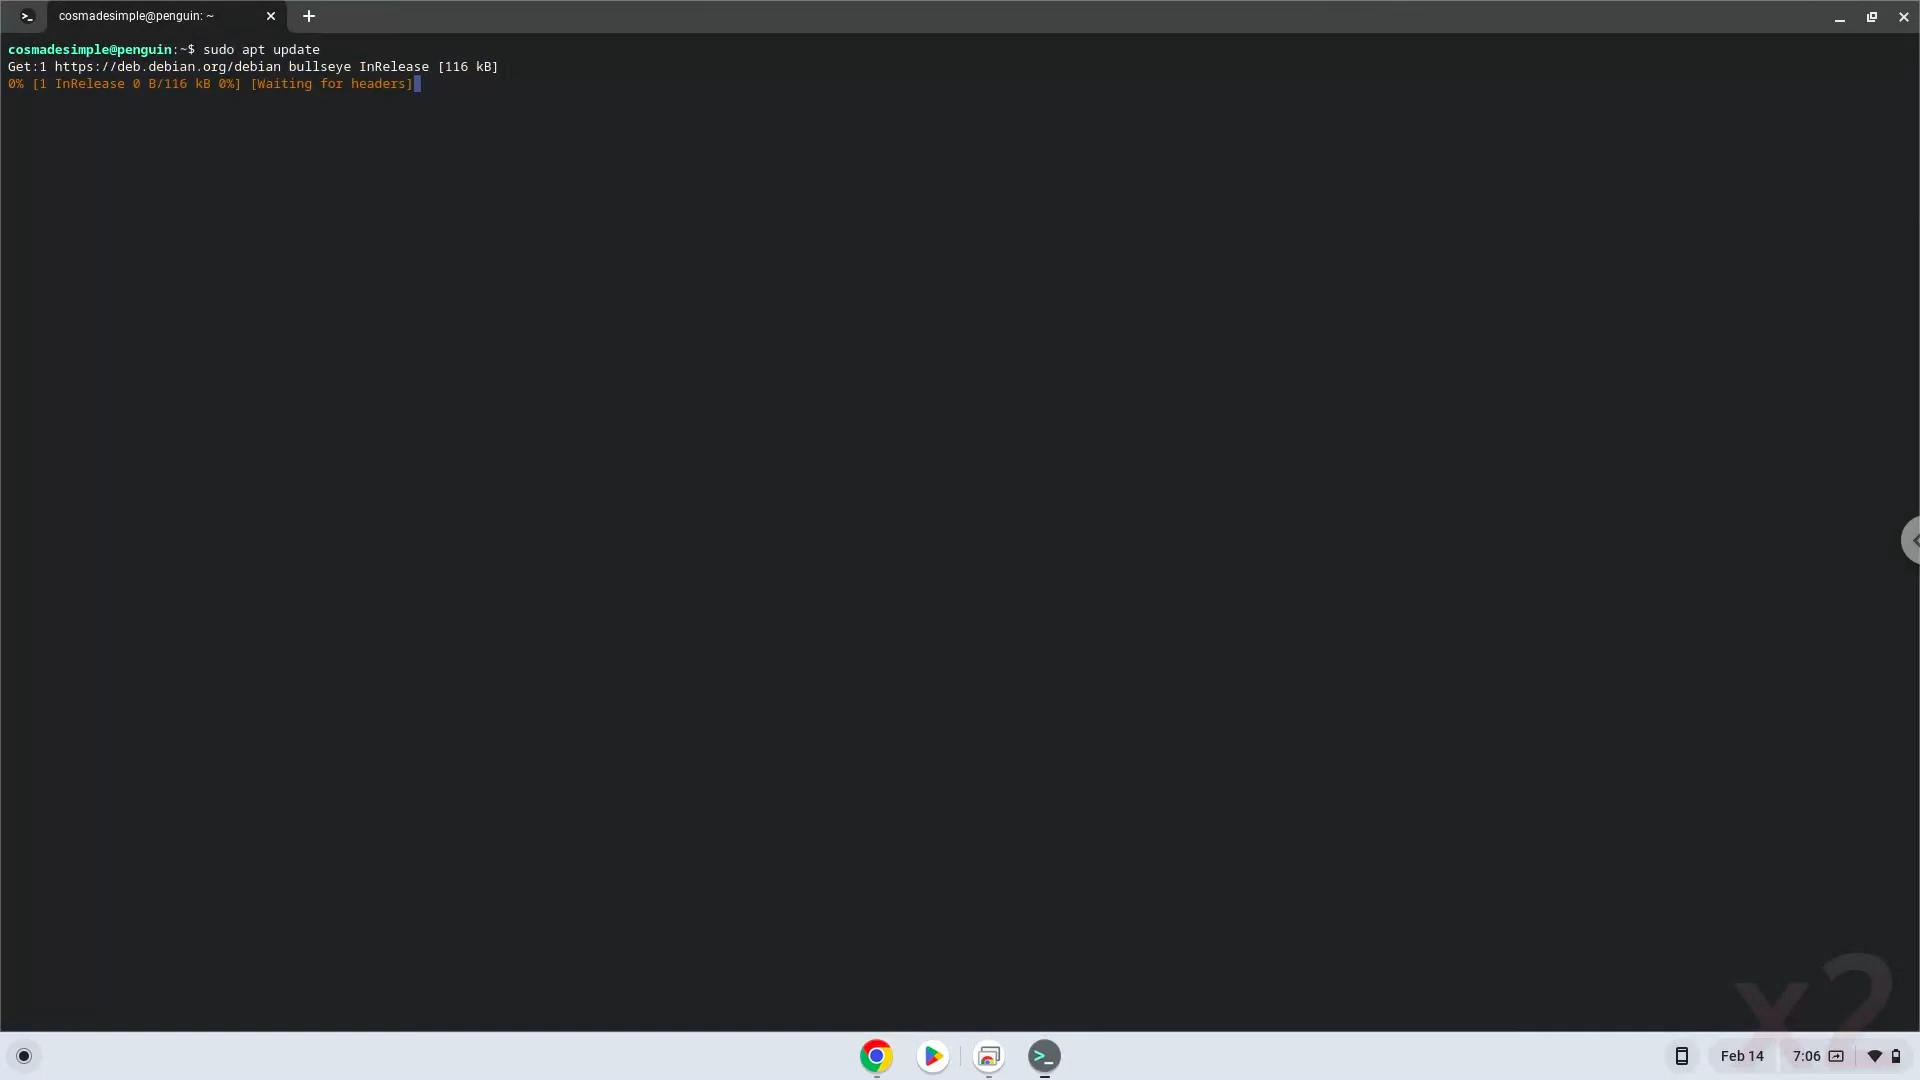 cosmadesimple@penguin: ~
cosmadesimple@penguin:~$ sudo apt update
Get:1 https://deb.debian.org/debian bullseye InRelease [116 kB]
0% [1 InRelease 0 B/116 kB 0%] [Waiting for headers]
x2
Feb 14 7:06